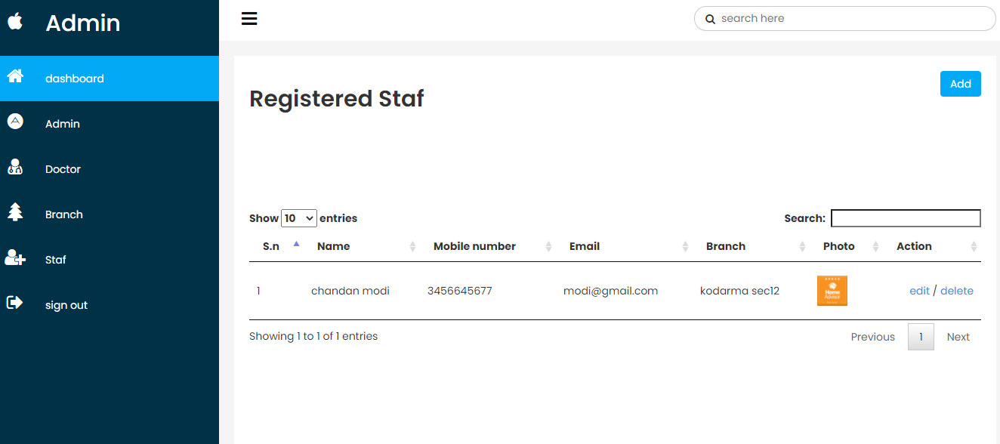 Admin
search here
dashboard
Admin
Doctor
Branch
Staf
sign out
Add
Registered Staf
Show 10 entries
Search:
S.n Name Mobile number Email Branch Photo Action
1 chandan modi 3456645677 modi@gmail.com kodarma sec12 edit / delete
Home
Advisor
Showing 1 to 1 of 1 entries
Previous 1 Next